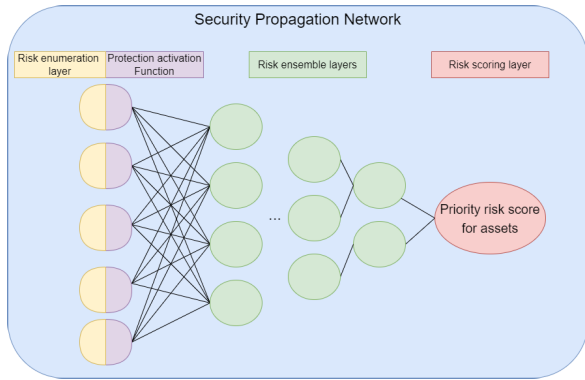 Security Propagation Network
Risk enumeration
layer
Protection activation
Function
Risk ensemble layers
Risk scoring layer
...
Priority risk score
for assets